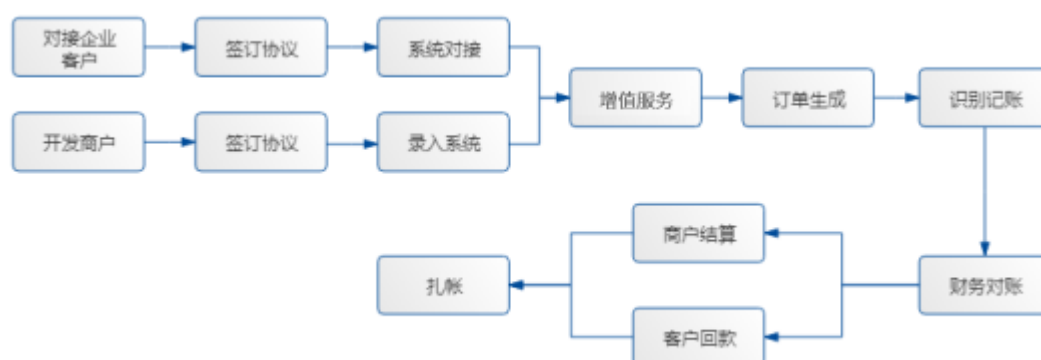 对接企业
客户
签订协议
系统对接
增值服务
订单生成
识别记账
开发商户
签订协议
录入系统
商户结算
扎帐
财务对账
客户回款